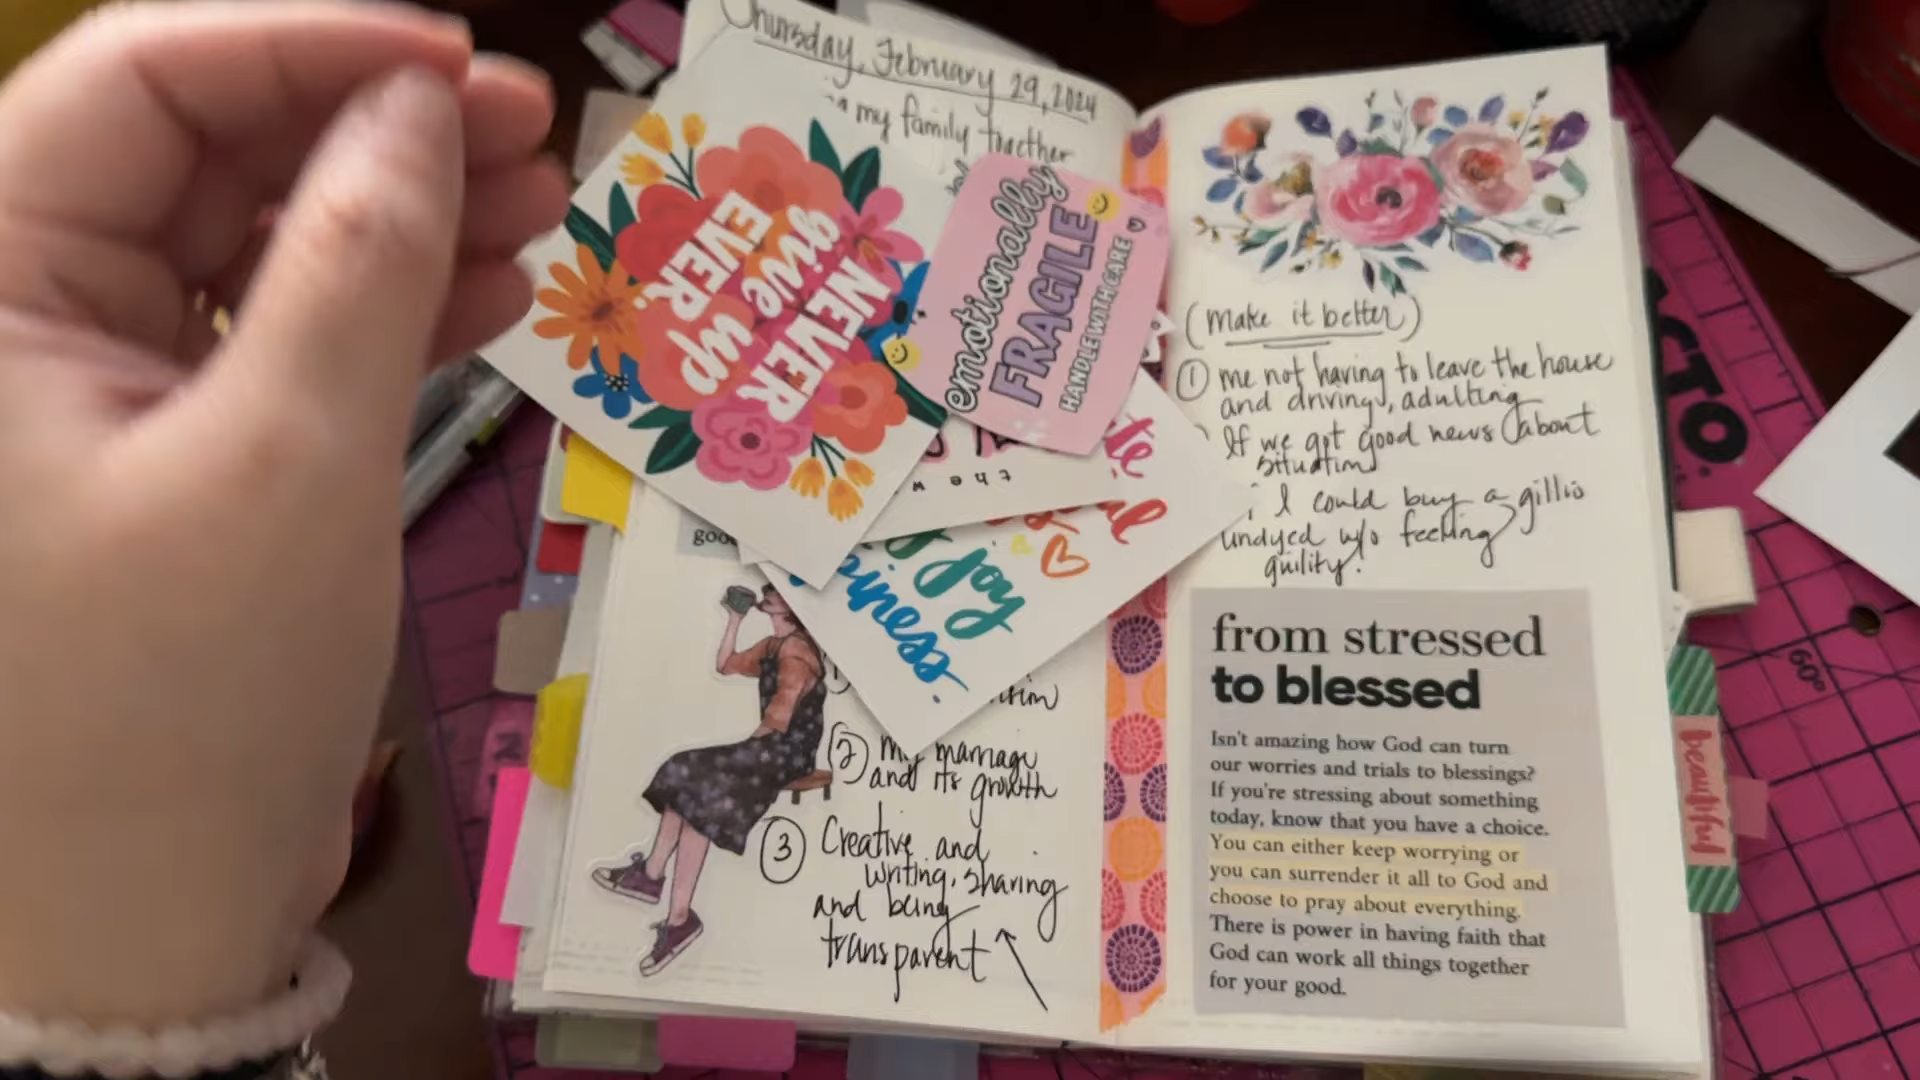 Thursday, February 29, 2024
my family together
NEVER
give up
EVER.
emotionally
FRAGILE
HANDLE WITH CARE
the w
joy
good
2 my marriage
and its growth
3 Creative and
writing, sharing
and being
transparent
(make it better)
1 me not having to leave the house
and driving, adulting
If we got good news about
situation
I could buy a gillio
undyed w/o feeling
guility!
from stressed
to blessed
Isn't amazing how God can turn
our worries and trials to blessings?
If you're stressing about something
today, know that you have a choice.
You can either keep worrying or
you can surrender it all to God and
choose to pray about everything.
There is power in having faith that
God can work all things together
for your good.
beautiful
60°